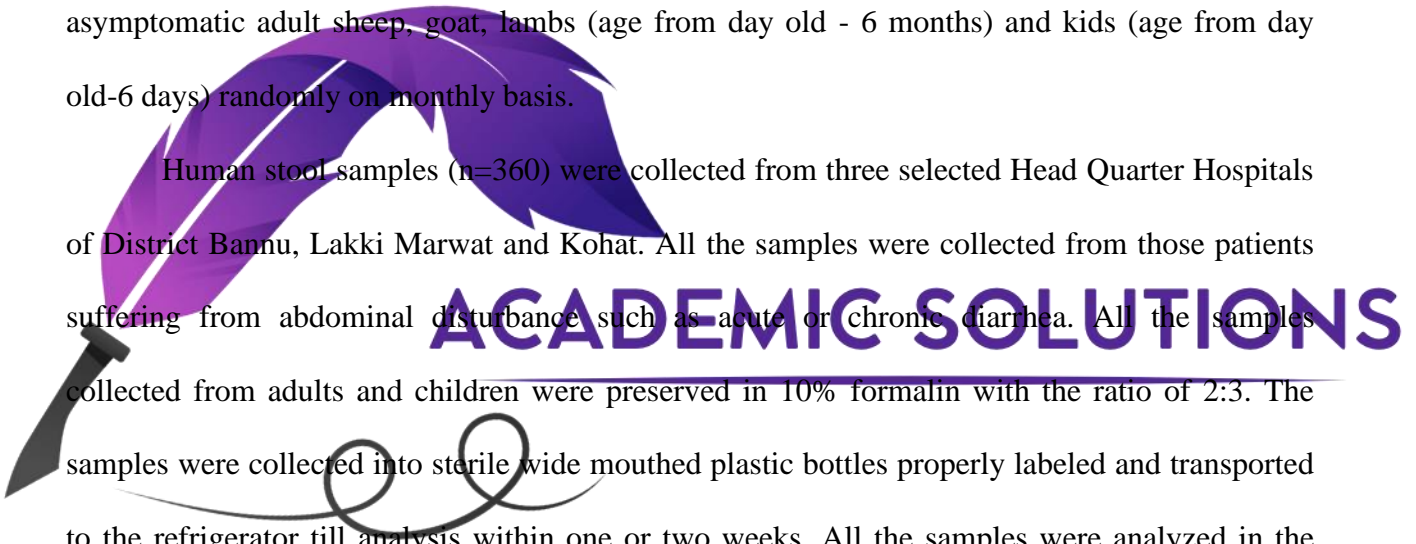 asymptomatic adult sheep, goat, lambs (age from day old - 6 months) and kids (age from day
old-6 days) randomly on monthly basis.
Human stool samples (n=360) were collected from three selected Head Quarter Hospitals
of District Bannu, Lakki Marwat and Kohat. All the samples were collected from those patients
suffering from abdominal disturbance such as acute or chronic diarrhea. All the samples
ACADEMIC SOLUTIONS
collected from adults and children were preserved in 10% formalin with the ratio of 2:3. The
samples were collected into sterile wide mouthed plastic bottles properly labeled and transported
to the refrigerator till analysis within one or two weeks. All the samples were analyzed in the